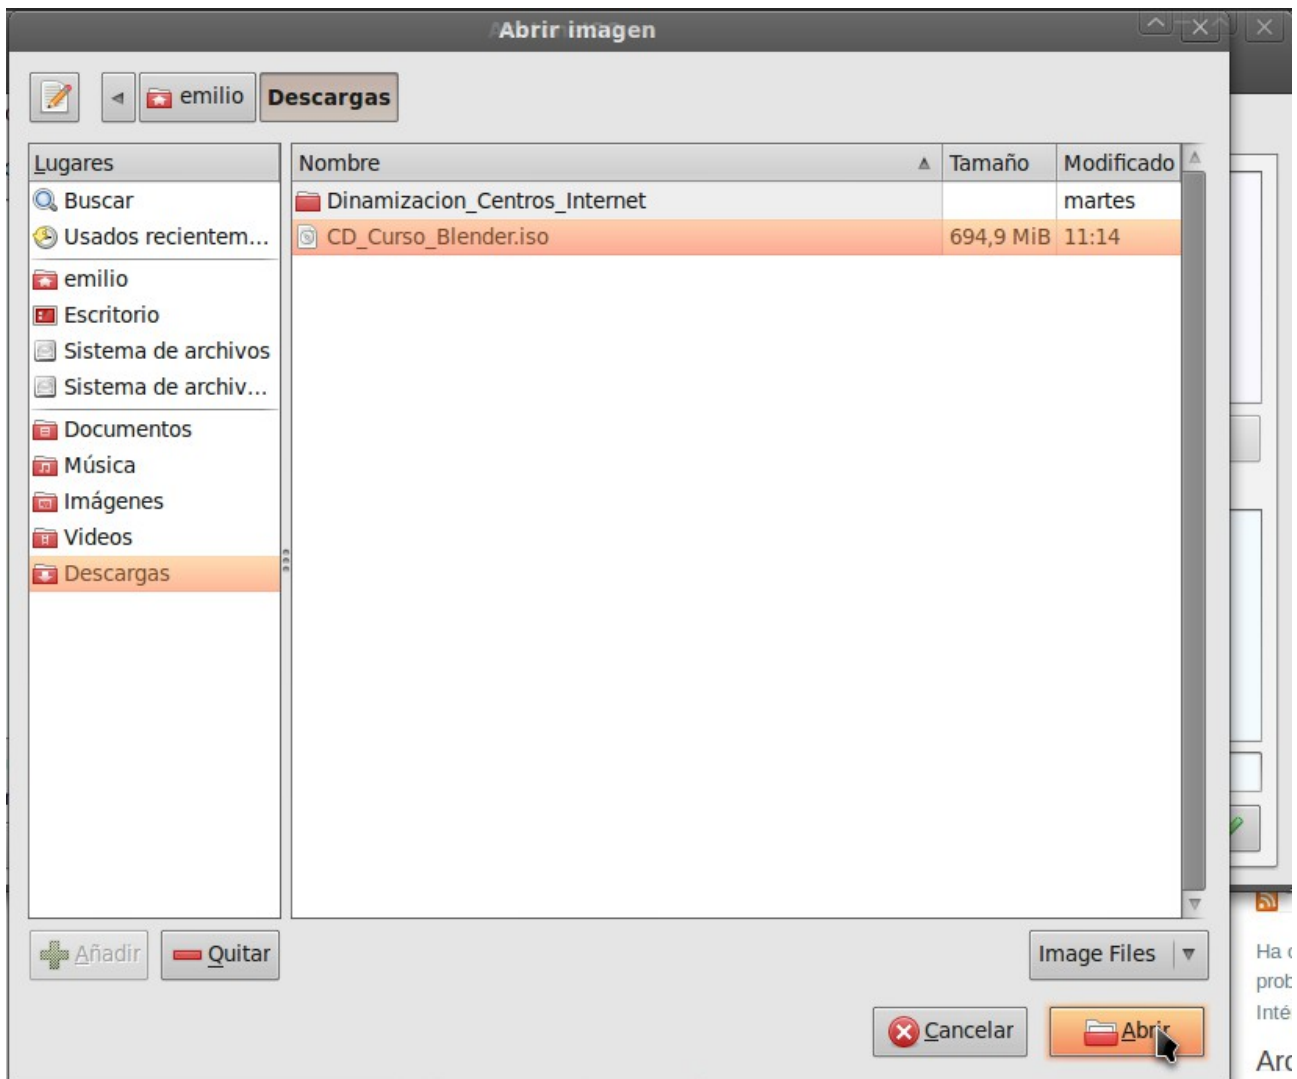 Abrir imagen
emilio
Descargas
Lugares
Nombre
Tamaño
Modificado
Buscar
Usados recientem...
emilio
Escritorio
Sistema de archivos
Sistema de archiv...
Documentos
Música
Imágenes
Videos
Descargas
Dinamizacion_Centros_Internet martes
CD_Curso_Blender.iso 694,9 MiB 11:14
Añadir
Quitar
Image Files
Cancelar
Abrir
Ha
prob
Inté